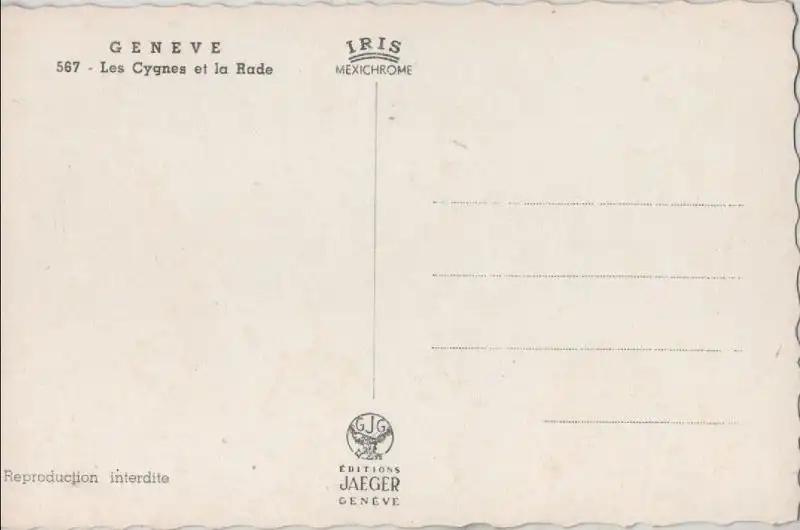 GENEVE
567 - Les Cygnes et la Rade
IRIS
MEXICHROME
GJG
ÉDITIONS
JAEGER
GENÈVE
Reproduction interdite